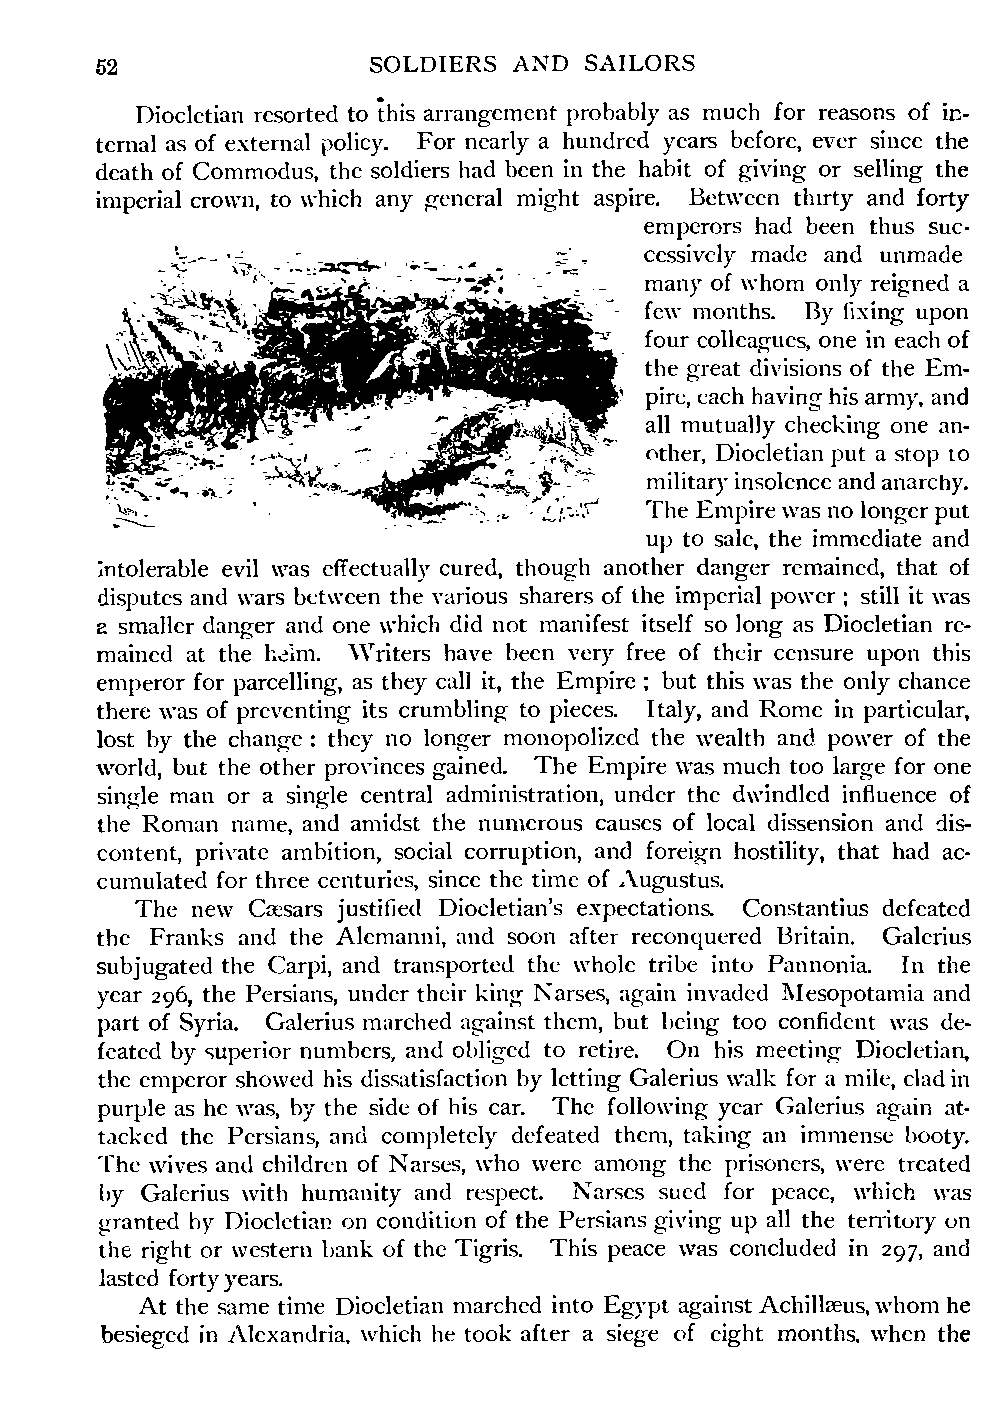 52 SOLDIERS AND SAILORS
Diocletian resorted to this arrangement probably as much for reasons of in-
ternal as of external policy. For nearly a hundred years before, ever since the
death of Commodus, the soldiers had been in the habit of giving or selling the
imperial crown, to which any general might aspire. Between thirty and forty
emperors had been thus suc-
cessively made and unmade
many of whom only reigned a
few months. By fixing upon
four colleagues, one in each of
the great divisions of the Em-
pire, each having his army, and
all mutually checking one an-
other, Diocletian put a stop to
military insolence and anarchy.
The Empire was no longer put
up to sale, the immediate and
intolerable evil was effectually cured, though another danger remained, that of
disputes and wars between the various sharers of the imperial power ; still it was
a smaller danger and one which did not manifest itself so long as Diocletian re-
mained at the helm. Writers have been very free of their censure upon this
emperor for parcelling, as they call it, the Empire ; but this was the only chance
there was of preventing its crumbling to pieces. Italy, and Rome in particular,
lost by the change : they no longer monopolized the wealth and power of the
world, but the other provinces gained. The Empire was much too large for one
single man or a single central administration, under the dwindled influence of
the Roman name, and amidst the numerous causes of local dissension and dis-
content, private ambition, social corruption, and foreign hostility, that had ac-
cumulated for three centuries, since the time of Augustus.
The new Cæsars justified Diocletian's expectations. Constantius defeated
the Franks and the Alemanni, and soon after reconquered Britain. Galerius
subjugated the Carpi, and transported the whole tribe into Pannonia. In the
year 296, the Persians, under their king Narses, again invaded Mesopotamia and
part of Syria. Galerius marched against them, but being too confident was de-
feated by superior numbers, and obliged to retire. On his meeting Diocletian,
the emperor showed his dissatisfaction by letting Galerius walk for a mile, clad in
purple as he was, by the side of his car. The following year Galerius again at-
tacked the Persians, and completely defeated them, taking an immense booty.
The wives and children of Narses, who were among the prisoners, were treated
by Galerius with humanity and respect. Narses sued for peace, which was
granted by Diocletian on condition of the Persians giving up all the territory on
the right or western bank of the Tigris. This peace was concluded in 297, and
lasted forty years.
At the same time Diocletian marched into Egypt against Achillæus, whom he
besieged in Alexandria, which he took after a siege of eight months, when the